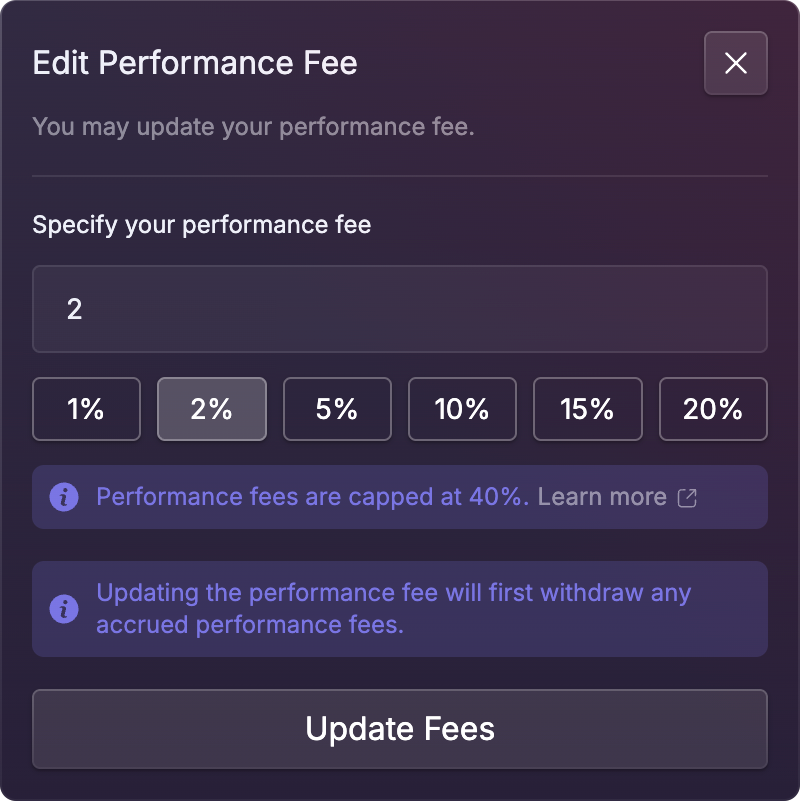 Edit Performance Fee
You may update your performance fee.
Specify your performance fee
2
1% 2% 5% 10% 15% 20%
Performance fees are capped at 40%. Learn more
Updating the performance fee will first withdraw any
accrued performance fees.
Update Fees